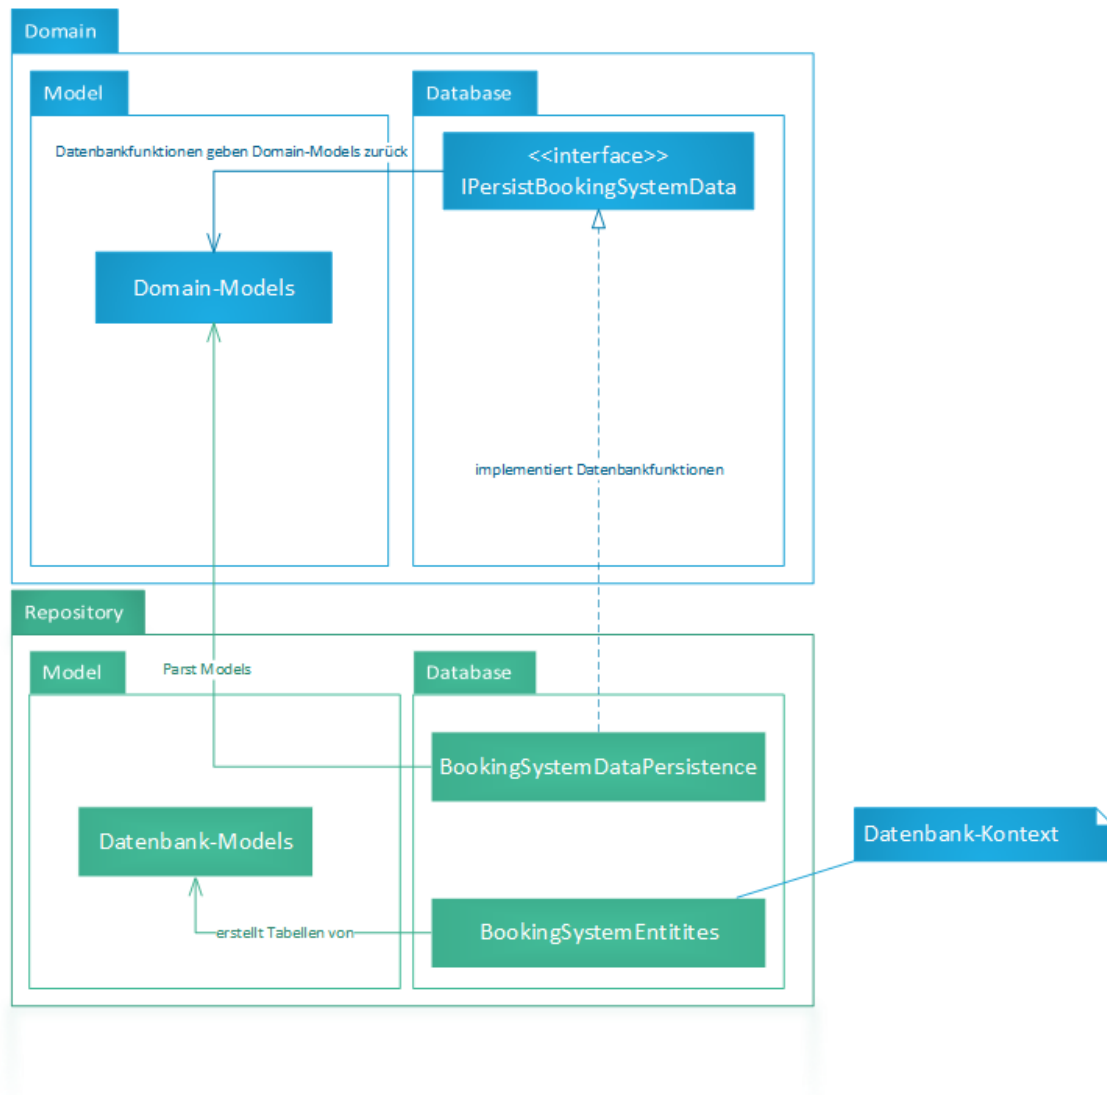 Domain
Model
Database
<<interface>>
IPersistBookingSystemData
Datenbankfunktionen geben Domain-Models zurück
Domain-Models
implementiert Datenbankfunktionen
Repository
Model
Parst Models
Database
BookingSystemDataPersistence
Datenbank-Models
Datenbank-Kontext
erstellt Tabellen von
BookingSystemEntitites